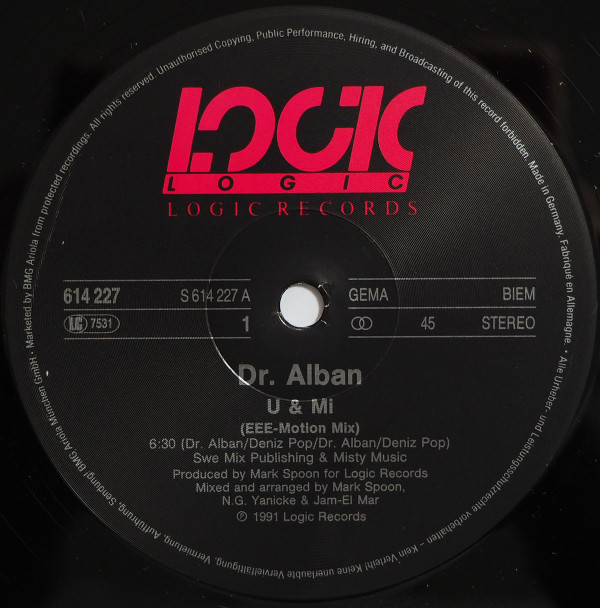 LOGIC
LOGIC
LOGIC RECORDS
614 227 S 614 227 A GEMA BIEM
LC 7531 1 45 STEREO
Dr. Alban
U & Mi
(EEE-Motion Mix)
6:30 (Dr. Alban/Deniz Pop/Dr. Alban/Deniz Pop)
Swe Mix Publishing & Misty Music
Produced by Mark Spoon for Logic Records
Mixed and arranged by Mark Spoon,
N.G. Yanicke & Jam-El Mar
℗ 1991 Logic Records
Marketed by BMG Ariola from protected recordings. All rights reserved. Unauthorised Copying, Public Performance, Hiring, and Broadcasting of this record forbidden. Made in Germany. Fabriqué en Allemagne. • Alle Urheber- und Leistungsschutzrechte vorbehalten – Kein Verleih! Keine unerlaubte Vervielfältigung, Vermietung, Aufführung, Sendung! BMG Ariola München GmbH •